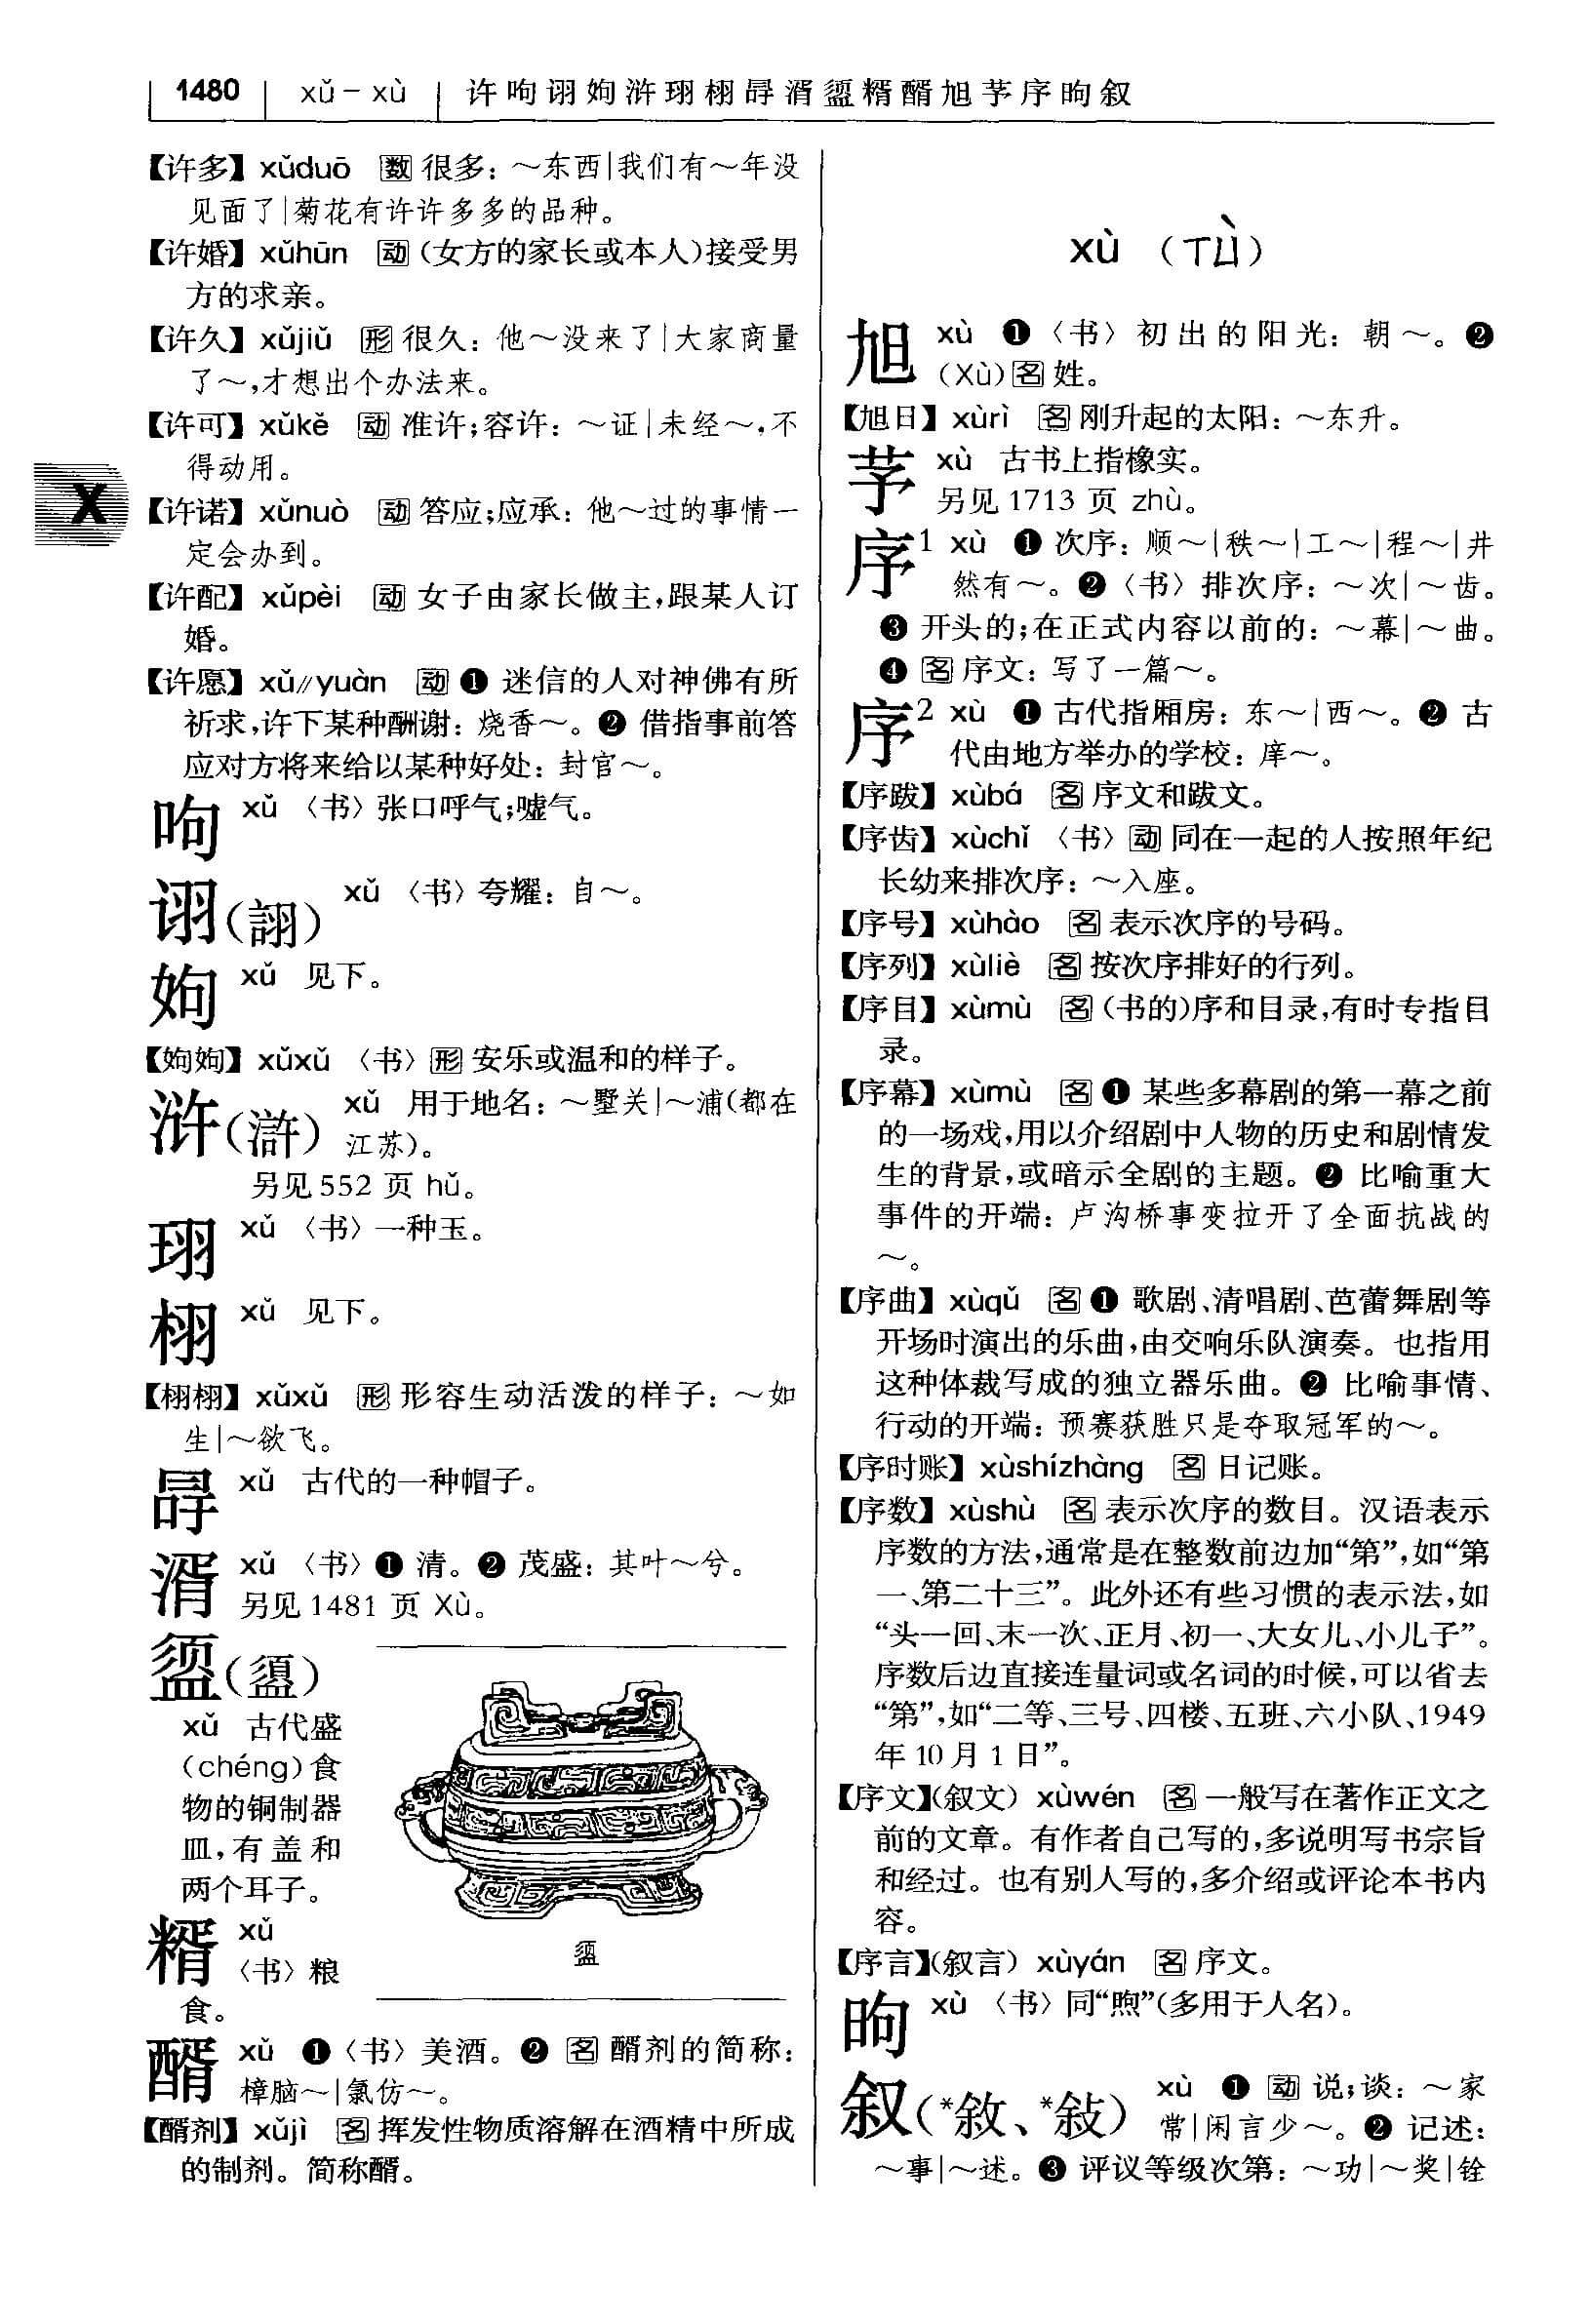 1480 xǔ－xù 许呴诩姁浒珝栩冔湑盨糈醑旭芧序昫叙
【许多】xǔduō 数 很多：～东西|我们有～年没
见面了|菊花有许许多多的品种。
【许婚】xǔhūn 动（女方的家长或本人）接受男
方的求亲。
【许久】xǔjiǔ 形 很久：他～没来了|大家商量
了～，才想出个办法来。
【许可】xǔkě 动 准许；容许：～证|未经～，不
得动用。
X
【许诺】xǔnuò 动 答应；应承：他～过的事情一
定会办到。
【许配】xǔpèi 动 女子由家长做主，跟某人订
婚。
【许愿】xǔ∥yuàn 动 ❶ 迷信的人对神佛有所
祈求，许下某种酬谢：烧香～。❷ 借指事前答
应对方将来给以某种好处：封官～。
呴 xǔ 〈书〉张口呼气；嘘气。
诩（詡） xǔ 〈书〉夸耀：自～。
姁 xǔ 见下。
【姁姁】xǔxǔ 〈书〉形 安乐或温和的样子。
浒（滸） xǔ 用于地名：～墅关|～浦（都在
江苏）。
另见 552 页 hǔ。
珝 xǔ 〈书〉一种玉。
栩 xǔ 见下。
【栩栩】xǔxǔ 形 形容生动活泼的样子：～如
生|～欲飞。
冔 xǔ 古代的一种帽子。
湑 xǔ 〈书〉❶ 清。❷ 茂盛：其叶～兮。
另见 1481 页 Xù。
盨（盨）
xǔ 古代盛
（chéng）食
物的铜制器
皿，有盖和
两个耳子。
盨
糈 xǔ
〈书〉粮
食。
醑 xǔ ❶〈书〉美酒。❷ 名 醑剂的简称：
樟脑～|氯仿～。
【醑剂】xǔjì 名 挥发性物质溶解在酒精中所成
的制剂。简称醑。
xù （ㄒㄩˋ）
旭 xù ❶〈书〉初出的阳光：朝～。❷
（Xù）名 姓。
【旭日】xùrì 名 刚升起的太阳：～东升。
芧 xù 古书上指橡实。
另见 1713 页 zhù。
序1 xù ❶ 次序：顺～|秩～|工～|程～|井
然有～。❷〈书〉排次序：～次|～齿。
❸ 开头的；在正式内容以前的：～幕|～曲。
❹ 名 序文：写了一篇～。
序2 xù ❶ 古代指厢房：东～|西～。❷ 古
代由地方举办的学校：庠～。
【序跋】xùbá 名 序文和跋文。
【序齿】xùchǐ 〈书〉动 同在一起的人按照年纪
长幼来排次序：～入座。
【序号】xùhào 名 表示次序的号码。
【序列】xùliè 名 按次序排好的行列。
【序目】xùmù 名（书的）序和目录，有时专指目
录。
【序幕】xùmù 名 ❶ 某些多幕剧的第一幕之前
的一场戏，用以介绍剧中人物的历史和剧情发
生的背景，或暗示全剧的主题。❷ 比喻重大
事件的开端：卢沟桥事变拉开了全面抗战的
～。
【序曲】xùqǔ 名 ❶ 歌剧、清唱剧、芭蕾舞剧等
开场时演出的乐曲，由交响乐队演奏。也指用
这种体裁写成的独立器乐曲。❷ 比喻事情、
行动的开端：预赛获胜只是夺取冠军的～。
【序时账】xùshízhàng 名 日记账。
【序数】xùshù 名 表示次序的数目。汉语表示
序数的方法，通常是在整数前边加“第”，如“第
一、第二十三”。此外还有些习惯的表示法，如
“头一回、末一次、正月、初一、大女儿、小儿子”。
序数后边直接连量词或名词的时候，可以省去
“第”，如“二等、三号、四楼、五班、六小队、1949
年 10 月 1 日”。
【序文】（叙文）xùwén 名 一般写在著作正文之
前的文章。有作者自己写的，多说明写书宗旨
和经过。也有别人写的，多介绍或评论本书内
容。
【序言】（叙言）xùyán 名 序文。
昫 xù 〈书〉同“煦”（多用于人名）。
叙（*敘、*敍） xù ❶ 动 说；谈：～家
常|闲言少～。❷ 记述：
～事|～述。❸ 评议等级次第：～功|～奖|铨